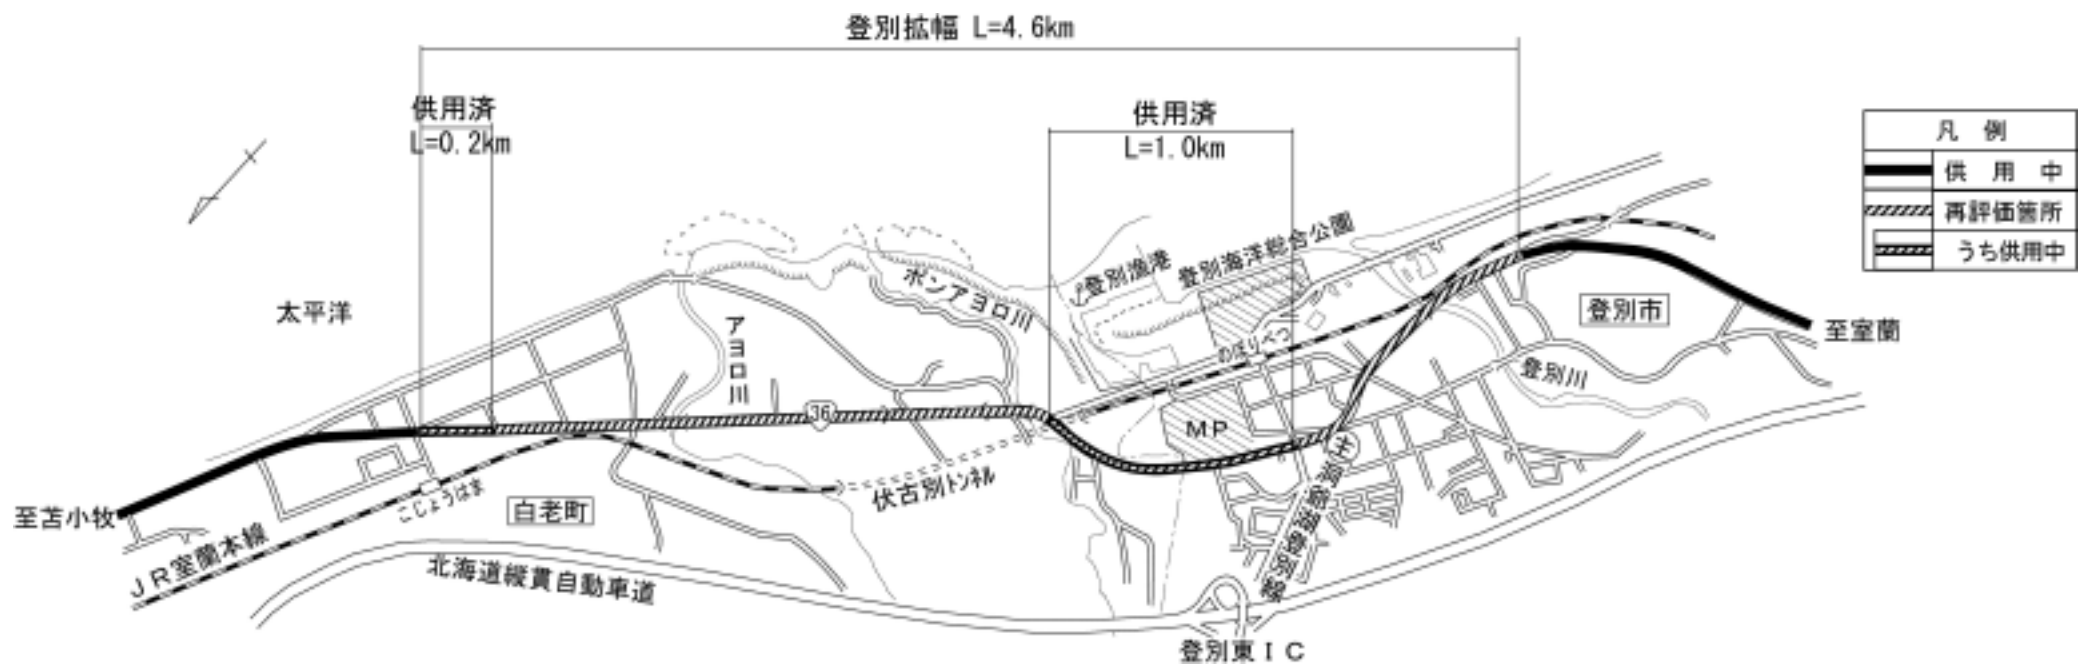 登別拡幅 L=4.6km
供用済
L=0.2km
供用済
L=1.0km
凡 例
供 用 中
再評価箇所
うち供用中
太平洋
アヨロ川
ポンアヨロ川
登別漁港
登別海洋総合公園
のぼりべつ
登別市
至室蘭
登別川
36
MP
主
伏古別トンネル
至苫小牧
こじょうはま
白老町
JR室蘭本線
北海道縦貫自動車道
登別東IC